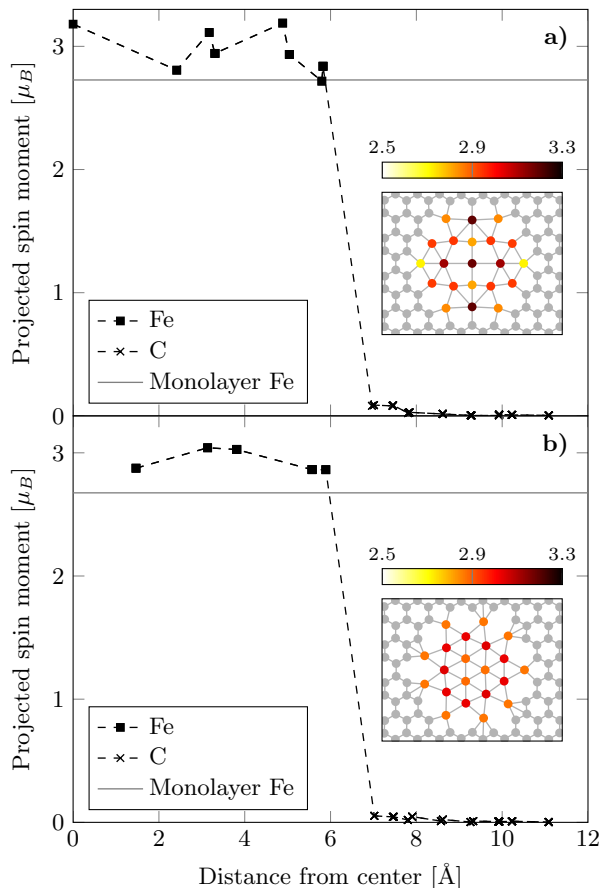 3
2
1
0
Projected spin moment [μB]
a)
2.5 2.9 3.3
Fe
C
Monolayer Fe
3
2
1
0
Projected spin moment [μB]
b)
2.5 2.9 3.3
Fe
C
Monolayer Fe
0 2 4 6 8 10 12
Distance from center [Å]